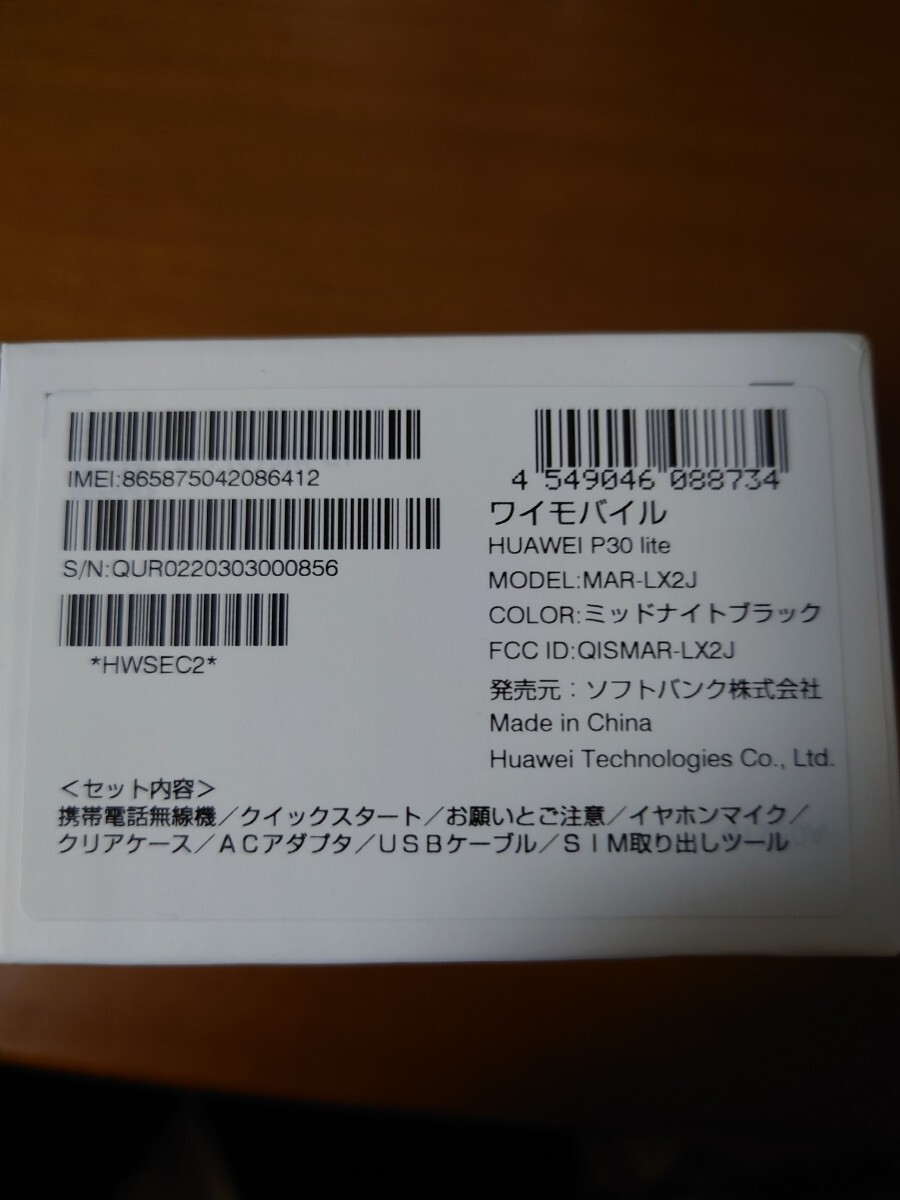 IMEI:865875042086412
S/N:QUR0220303000856
*HWSEC2*
4 549046 088734
ワイモバイル
HUAWEI P30 lite
MODEL:MAR-LX2J
COLOR:ミッドナイトブラック
FCC ID:QISMAR-LX2J
発売元：ソフトバンク株式会社
Made in China
Huawei Technologies Co., Ltd.
＜セット内容＞
携帯電話無線機／クイックスタート／お願いとご注意／イヤホンマイク／
クリアケース／ＡＣアダプタ／ＵＳＢケーブル／ＳＩＭ取り出しツール